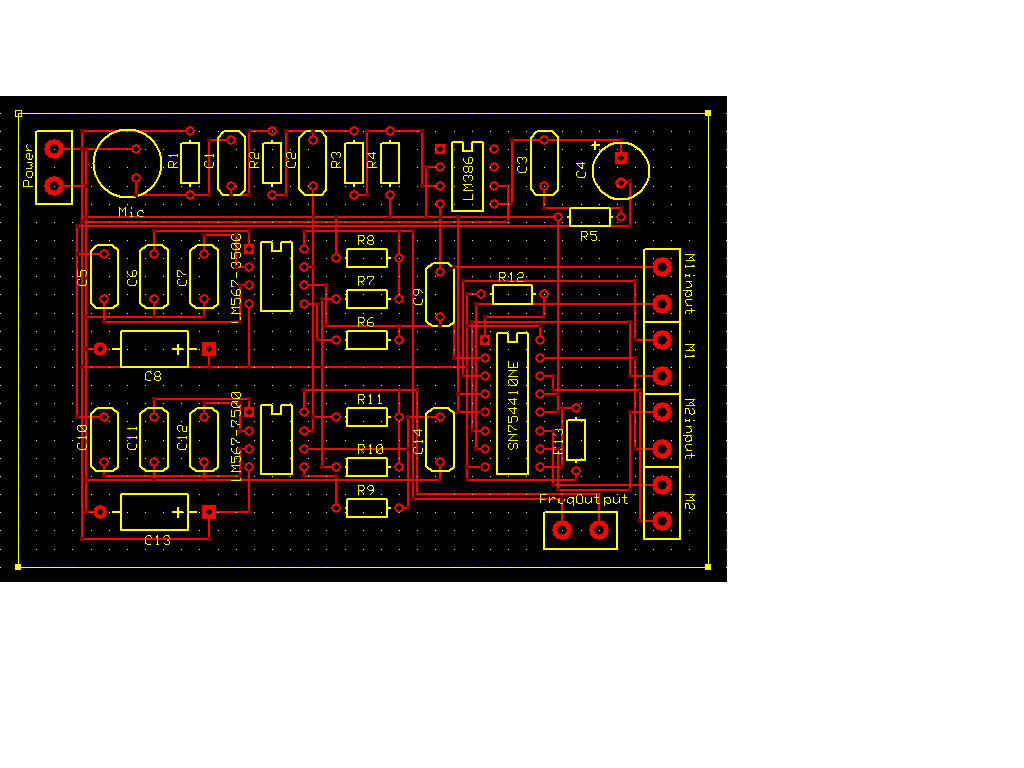 Power
Mic
R1
C1
R2
C2
R3
R4
LM386
C3
C4
R5
C5
C6
C7
LM567-3500
R8
R7
R6
C9
R12
M1input
M1
C8
C10
C11
C12
LM567-7500
R11
R10
R9
C14
SN754410NE
R13
M2input
M2
C13
FreqOutput